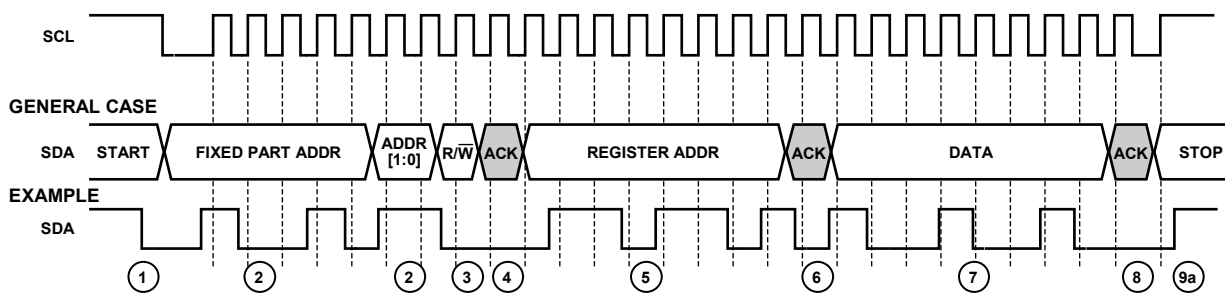 SCL
GENERAL CASE
SDA START FIXED PART ADDR ADDR [1:0] R/W̅ ACK REGISTER ADDR ACK DATA ACK STOP
EXAMPLE
SDA
1 2 2 3 4 5 6 7 8 9a